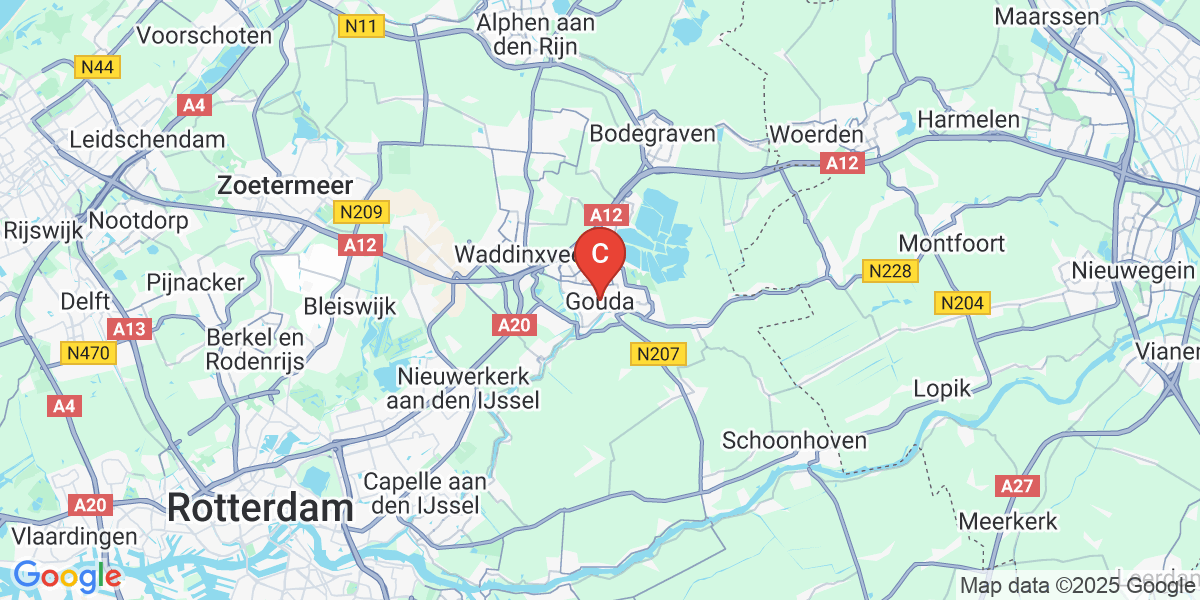 Maarssen
N11
Alphen aan
den Rijn
Voorschoten
N44
A4
Harmelen
Bodegraven
Woerden
Leidschendam
A12
Zoetermeer
N209
A12
Nootdorp
Rijswijk
A12
Montfoort
Waddinxvee
C
N228
Nieuwegein
Pijnacker
Delft
Bleiswijk
Gouda
N204
A13
A20
Berkel en
Rodenrijs
N470
N207
Vianen
Nieuwerkerk
aan den IJssel
Lopik
A4
Schoonhoven
Capelle aan
den IJssel
A27
A20
Rotterdam
Meerkerk
Vlaardingen
Google
Map data ©2025 Google